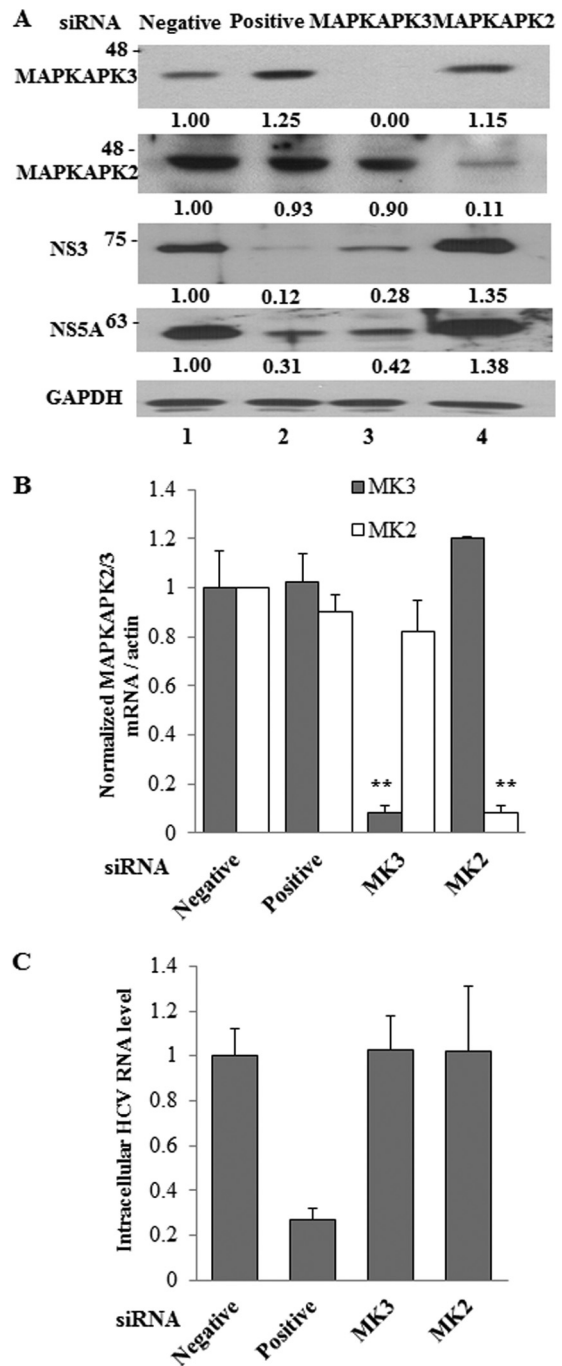 A siRNA Negative Positive MAPKAPK3MAPKAPK2
48 -
MAPKAPK3
1.00 1.25 0.00 1.15
48 -
MAPKAPK2
1.00 0.93 0.90 0.11
75 -
NS3
1.00 0.12 0.28 1.35
NS5A 63 -
1.00 0.31 0.42 1.38
GAPDH
1 2 3 4
B
Normalized MAPKAPK2/3
mRNA / actin
1.4
1.2
1
0.8
0.6
0.4
0.2
0
MK3
MK2
** **
siRNA
Negative
Positive
MK3
MK2
C
Intracellular HCV RNA level
1.4
1.2
1
0.8
0.6
0.4
0.2
0
siRNA
Negative
Positive
MK3
MK2